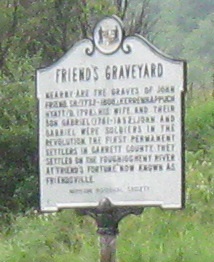 FRIEND'S GRAVEYARD
NEARBY ARE THE GRAVES OF JOHN
FRIEND, SR. (1732-1808), KERRENHAPPUCH
HYATT (D. 1798), HIS WIFE AND THEIR
SON GABRIEL (1761-1852). JOHN AND
GABRIEL WERE SOLDIERS IN THE
REVOLUTION. THE FIRST PERMANENT
SETTLERS IN GARRETT COUNTY, THEY
SETTLED ON THE YOUGHIOGHENY RIVER
AT "FRIEND'S FORTUNE," NOW KNOWN AS
FRIENDSVILLE.
HISTORICAL SOCIETY